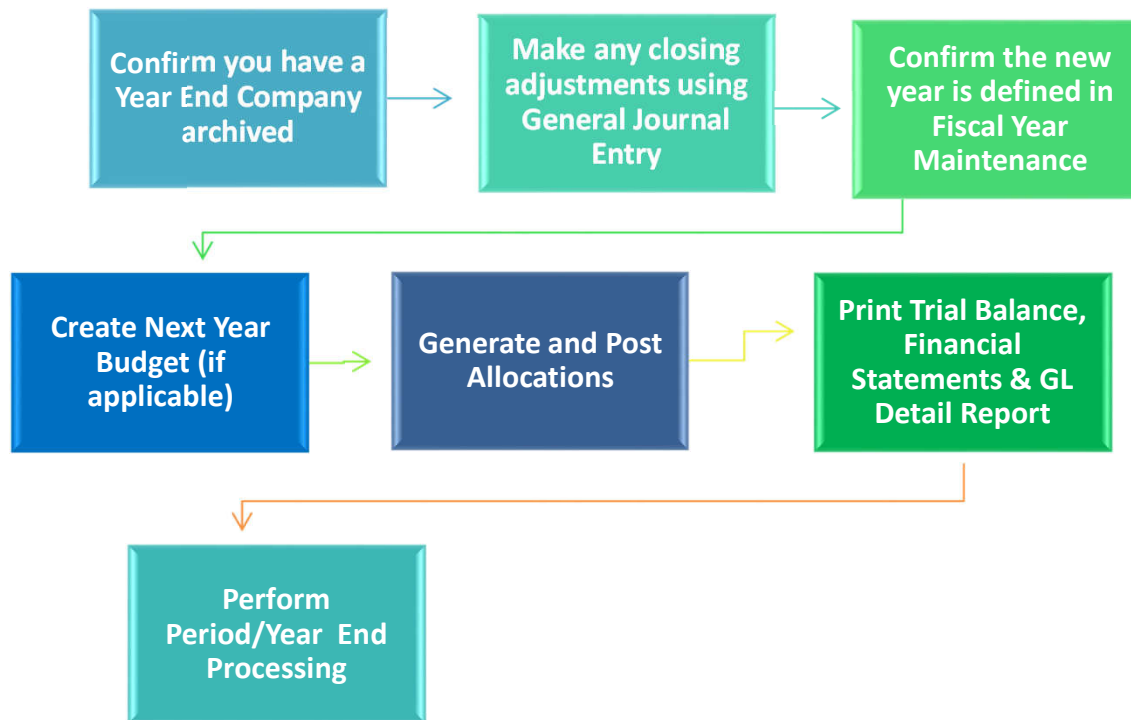 Confirm you have a
Year End Company
archived
Make any closing
adjustments using
General Journal
Entry
Confirm the new
year is defined in
Fiscal Year
Maintenance
Create Next Year
Budget (if
applicable)
Generate and Post
Allocations
Print Trial Balance,
Financial
Statements & GL
Detail Report
Perform
Period/Year End
Processing